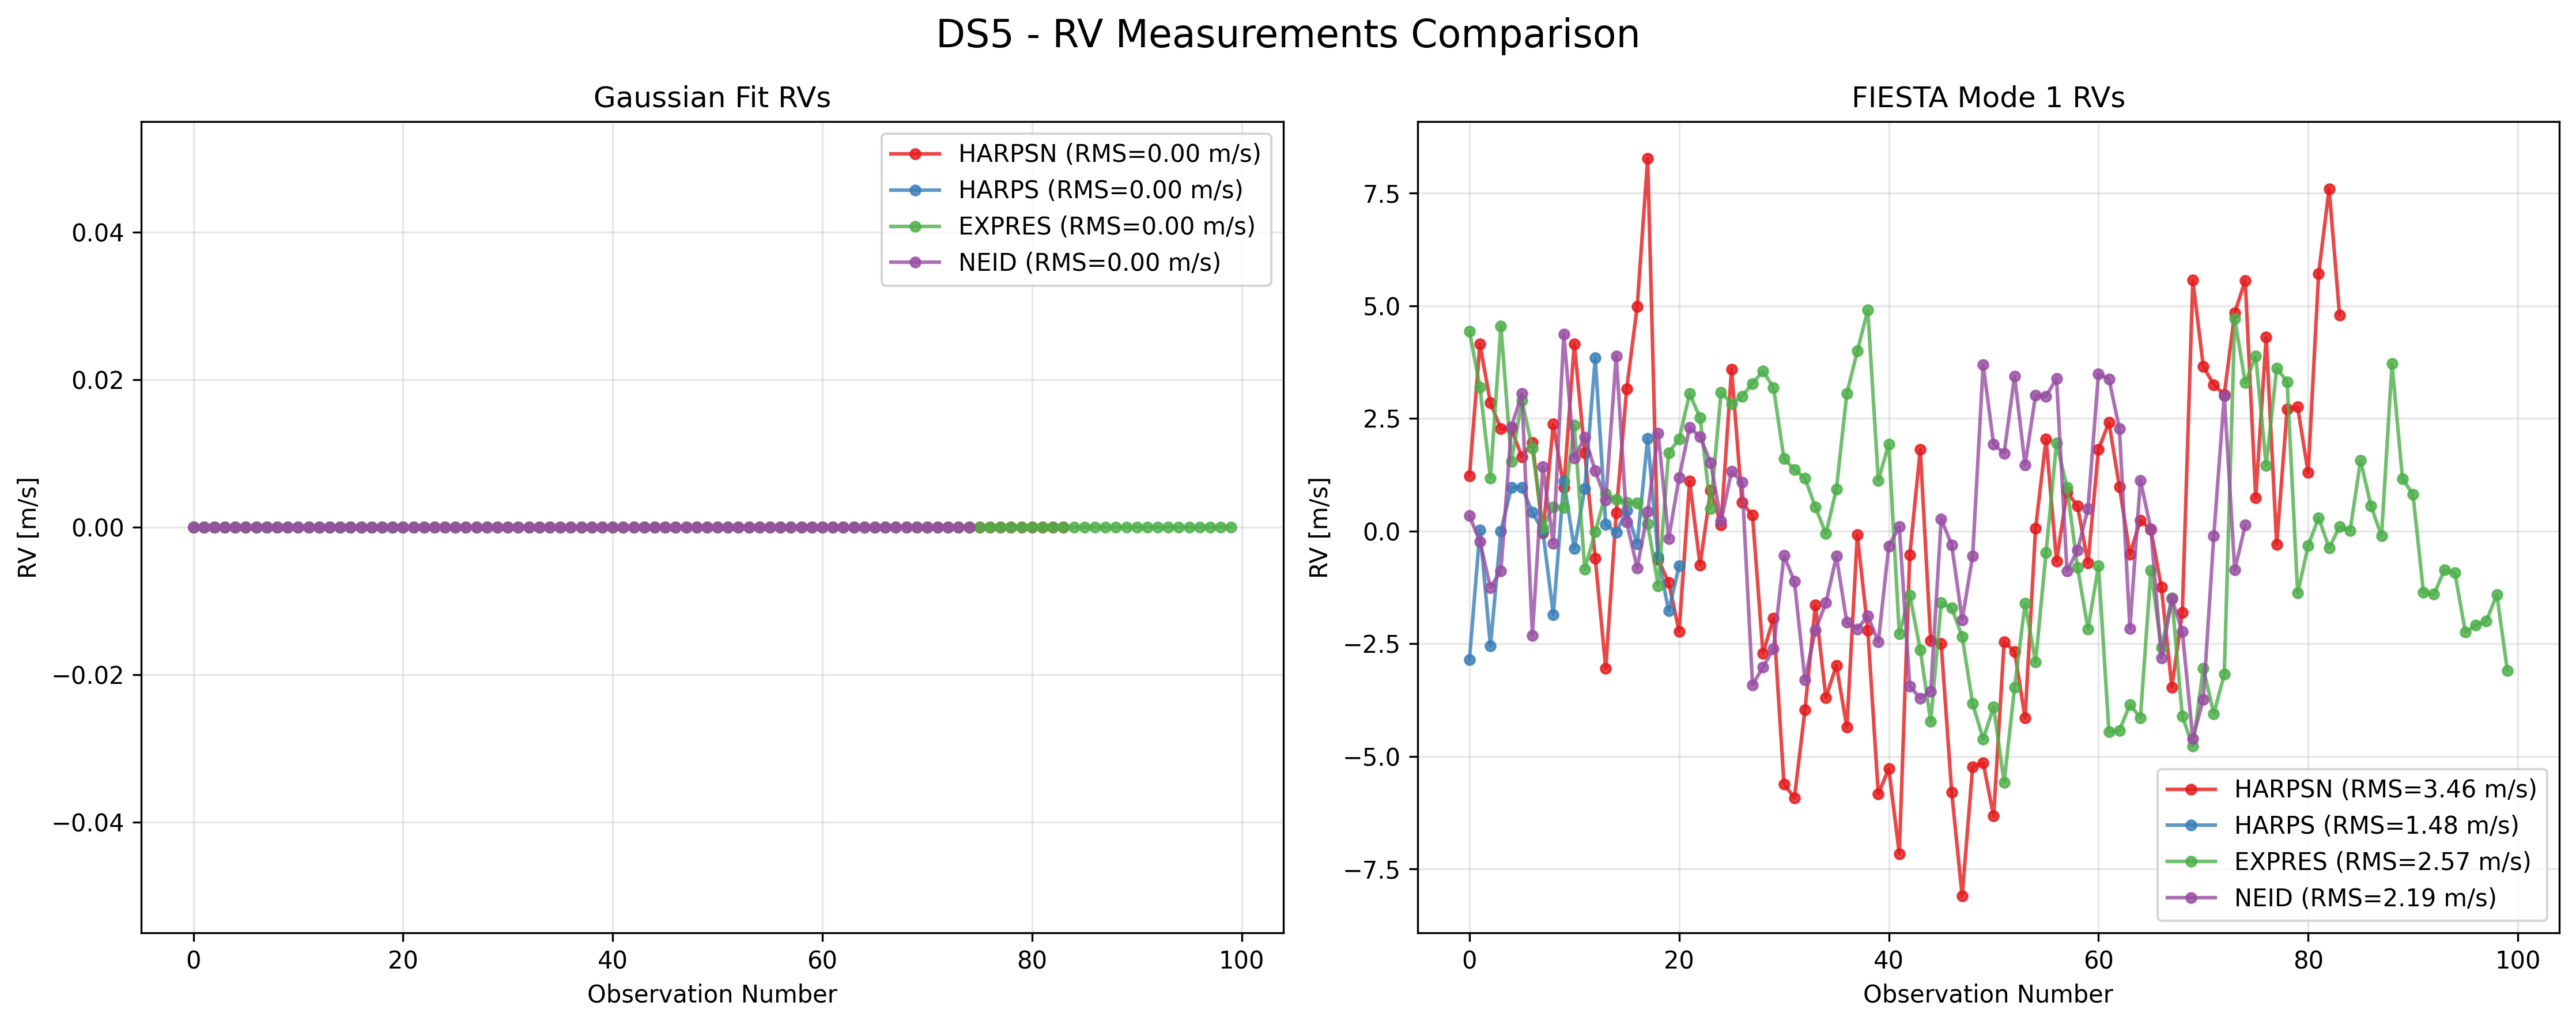 DS5 - RV Measurements Comparison
Gaussian Fit RVs
HARPSN (RMS=0.00 m/s)
HARPS (RMS=0.00 m/s)
EXPRES (RMS=0.00 m/s)
NEID (RMS=0.00 m/s)
0.04
0.02
0.00
−0.02
−0.04
RV [m/s]
0 20 40 60 80 100
Observation Number
FIESTA Mode 1 RVs
7.5
5.0
2.5
0.0
−2.5
−5.0
−7.5
RV [m/s]
HARPSN (RMS=3.46 m/s)
HARPS (RMS=1.48 m/s)
EXPRES (RMS=2.57 m/s)
NEID (RMS=2.19 m/s)
0 20 40 60 80 100
Observation Number